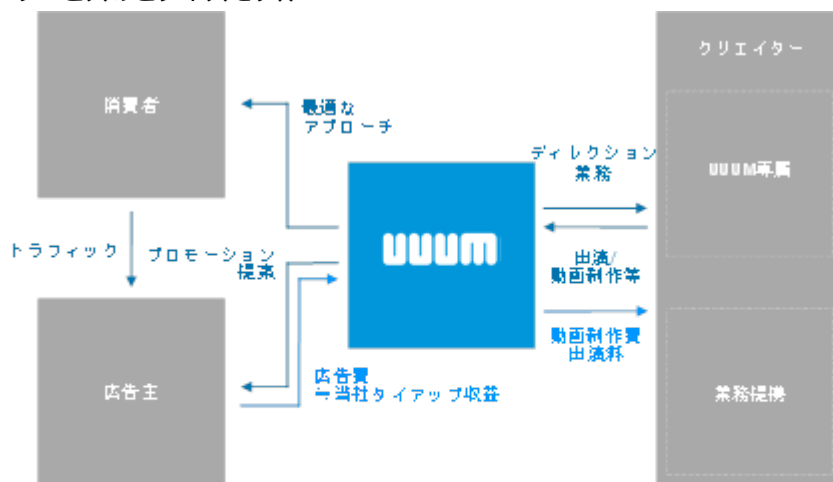 クリエイター
消費者
最適な
アプローチ
ディレクション
業務
UUUM専属
UUUM
トラフィック
プロモーション
提案
出演/
動画制作等
動画制作費
出演料
広告費
=当社タイアップ収益
広告主
業務提携